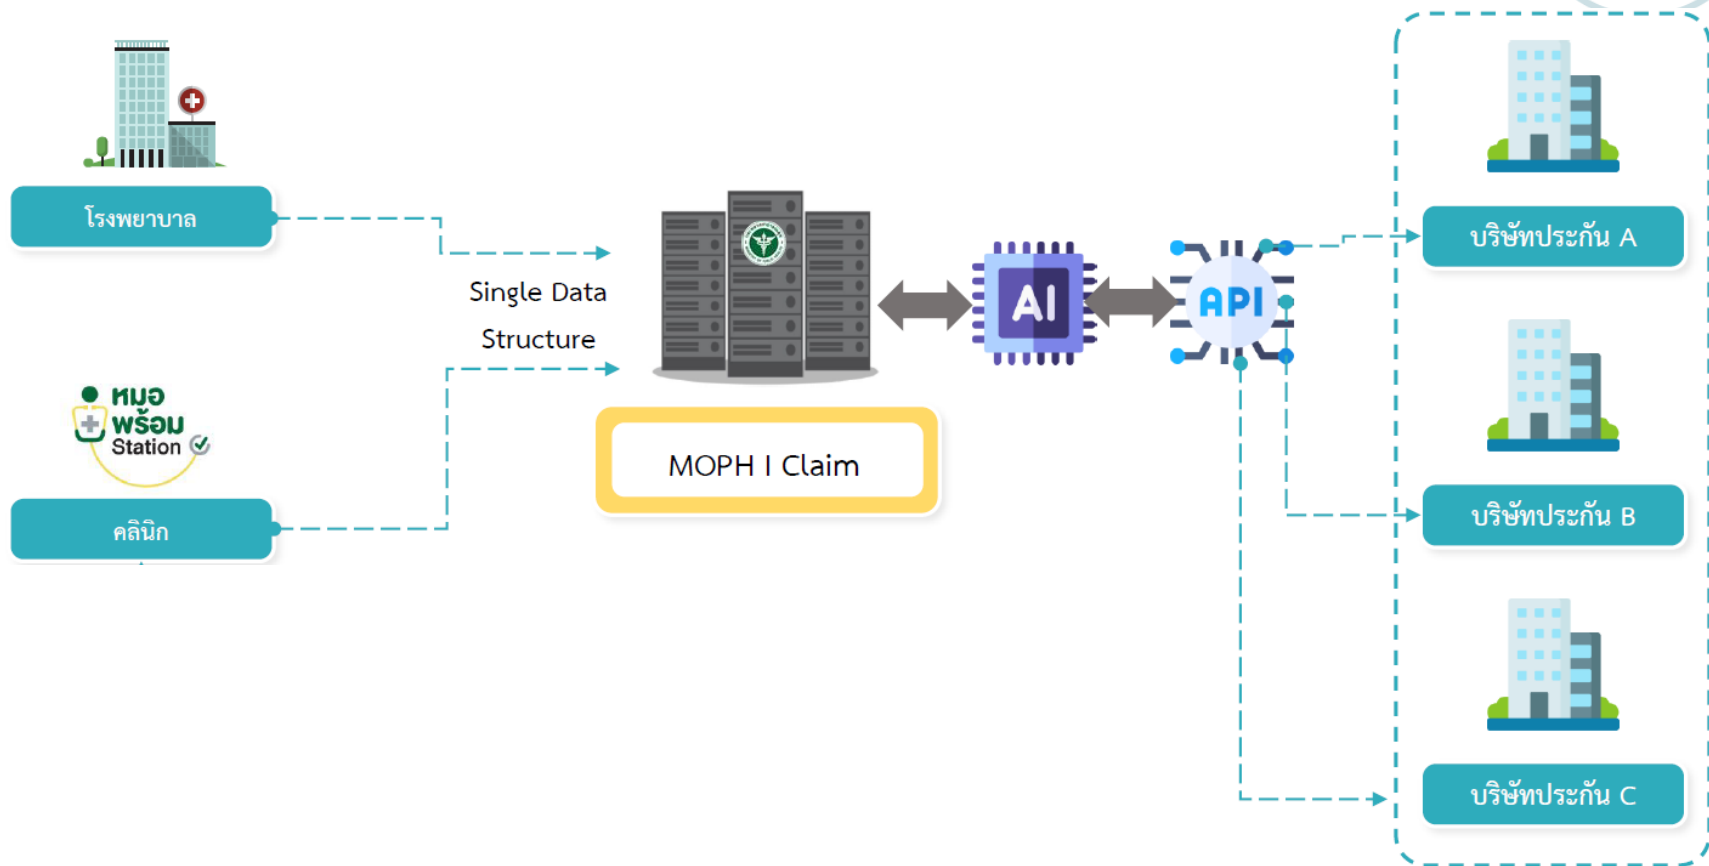 โรงพยาบาล
หมอ
พร้อม
Station
คลินิก
Single Data
Structure
MOPH I Claim
AI
API
บริษัทประกัน A
บริษัทประกัน B
บริษัทประกัน C